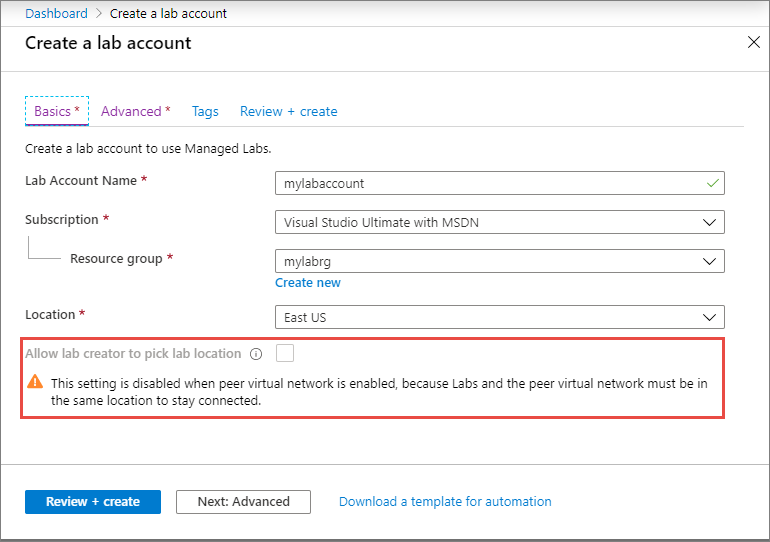 Dashboard > Create a lab account
Create a lab account
Basics * Advanced * Tags Review + create
Create a lab account to use Managed Labs.
Lab Account Name * mylabaccount
Subscription * Visual Studio Ultimate with MSDN
Resource group * mylabrg
Create new
Location * East US
Allow lab creator to pick lab location
This setting is disabled when peer virtual network is enabled, because Labs and the peer virtual network must be in
the same location to stay connected.
Review + create Next: Advanced Download a template for automation